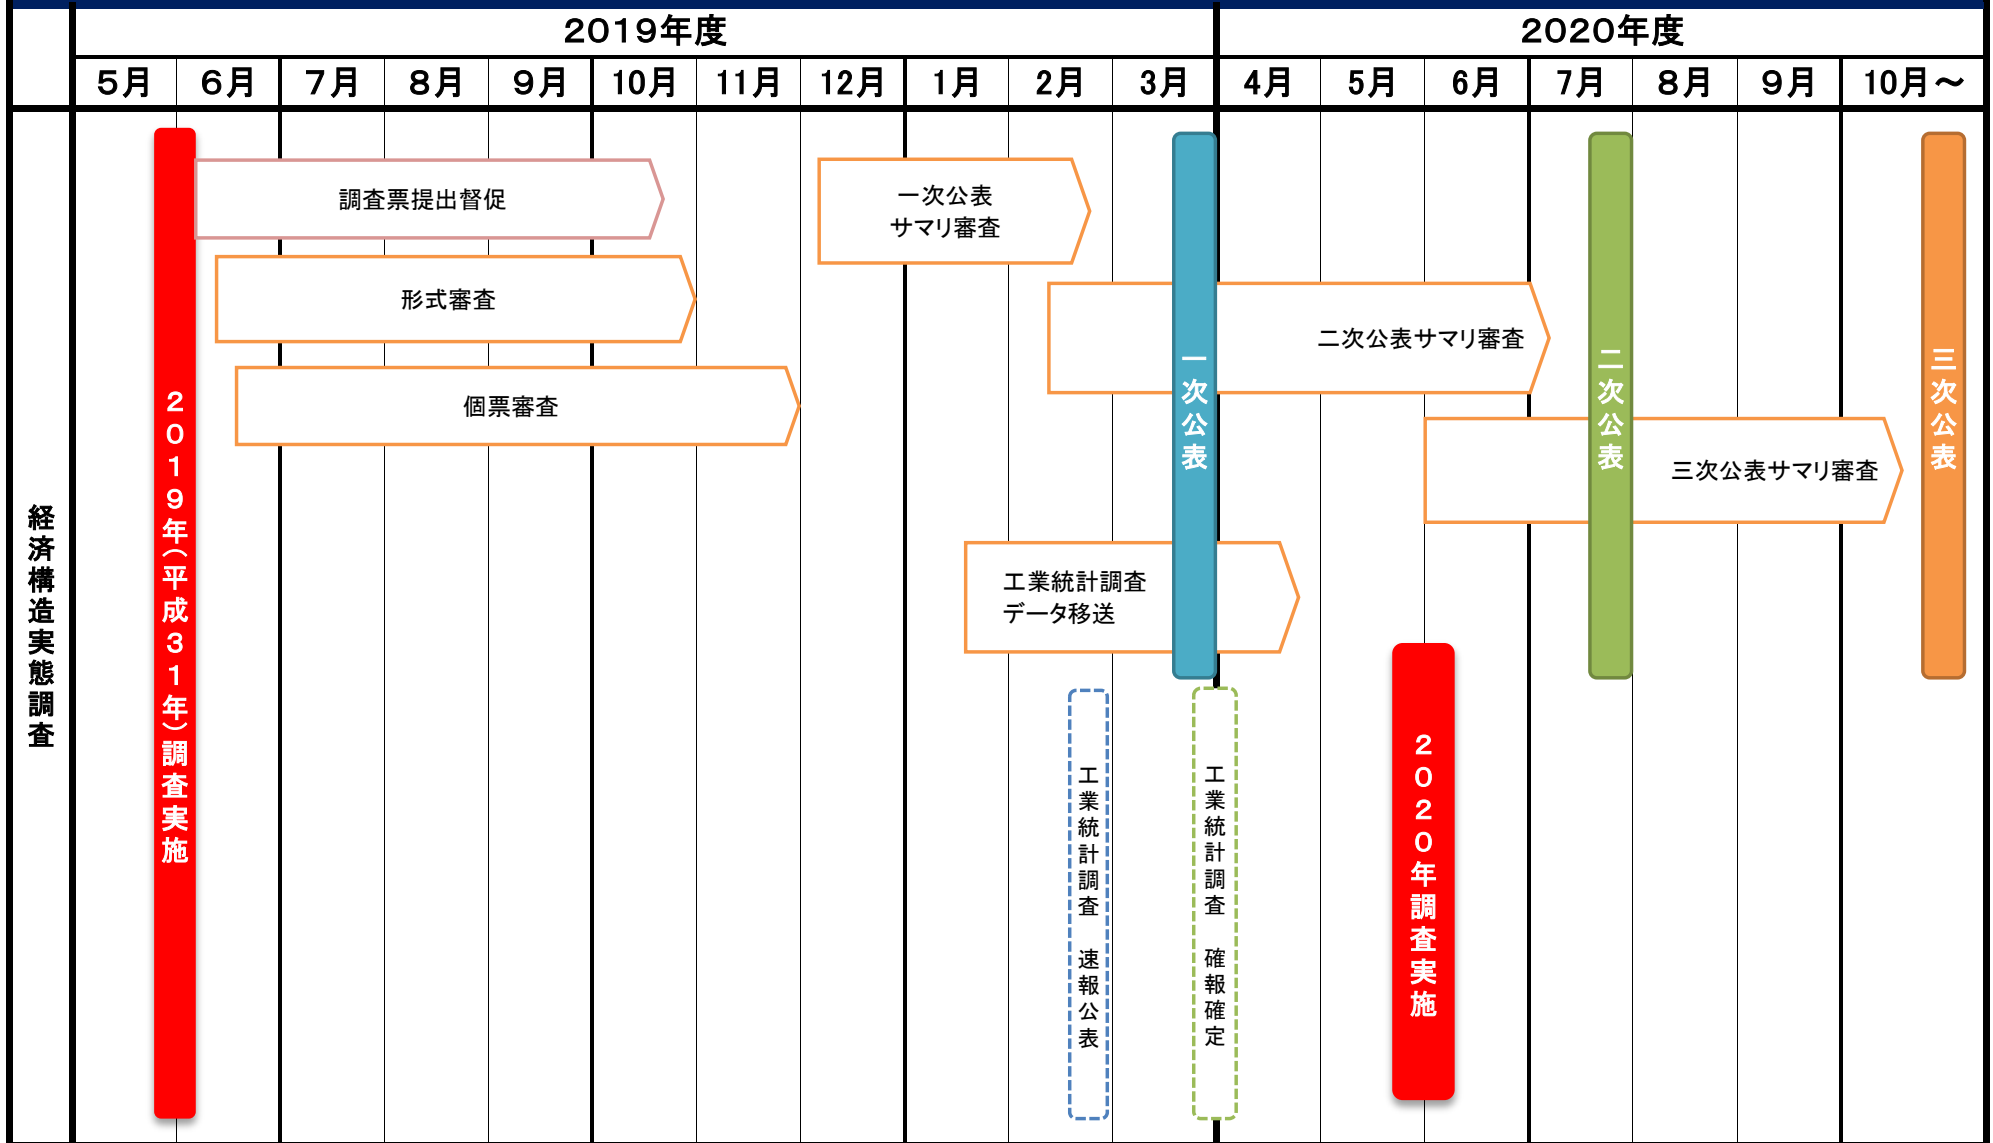 2019年度
2020年度
5月 6月 7月 8月 9月 10月 11月 12月 1月 2月 3月 4月 5月 6月 7月 8月 9月 10月～
経済構造実態調査
2019年(平成31年)調査実施
調査票提出督促
形式審査
個票審査
一次公表
サマリ審査
二次公表サマリ審査
三次公表サマリ審査
工業統計調査
データ移送
一次公表
二次公表
三次公表
工業統計調査 速報公表
工業統計調査 確報確定
2020年調査実施